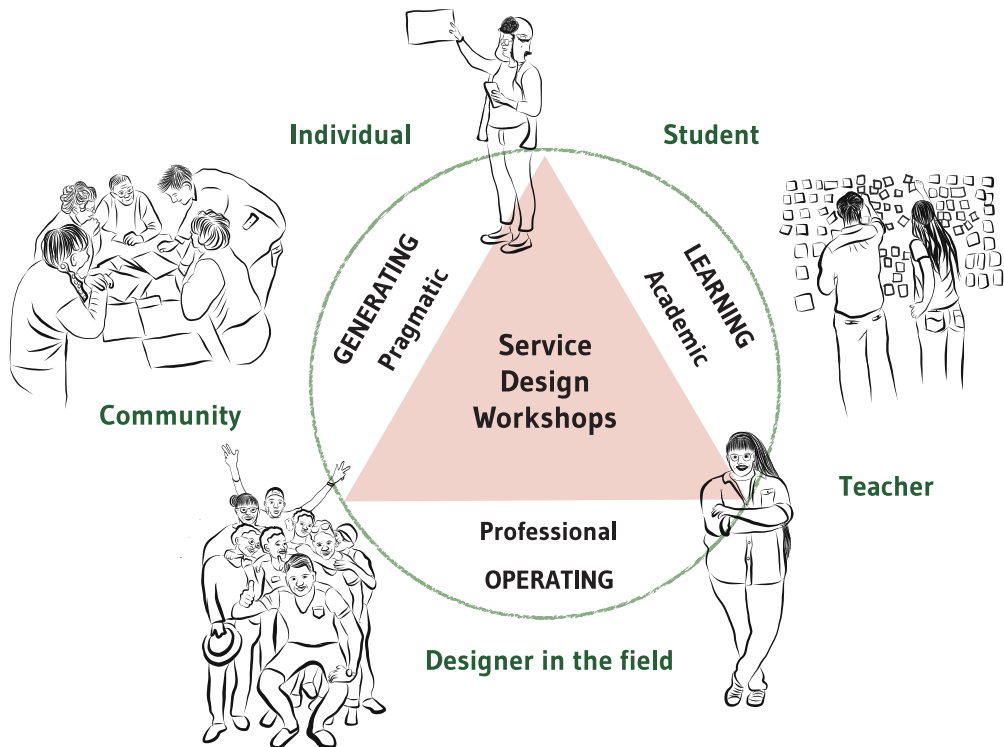 Individual
Student
GENERATING
Pragmatic
LEARNING
Academic
Service
Design
Workshops
Community
Teacher
Professional
OPERATING
Designer in the field